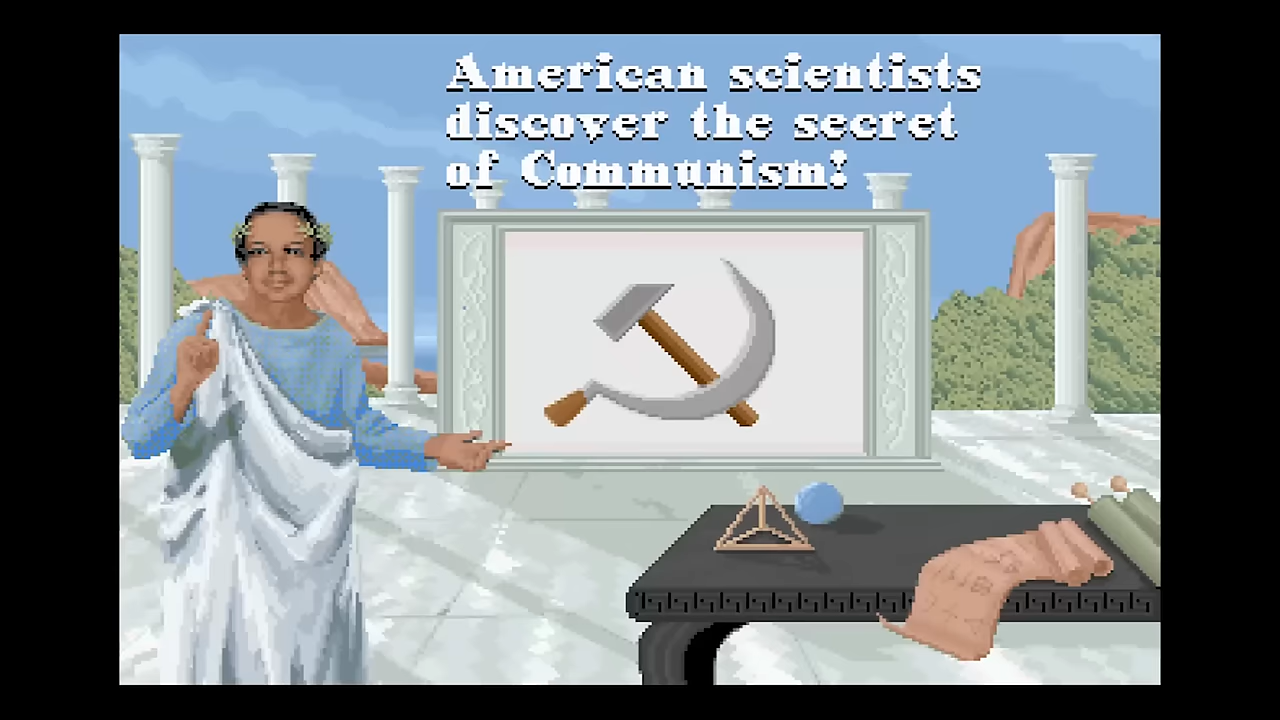 American scientists
discover the secret
of Communism!